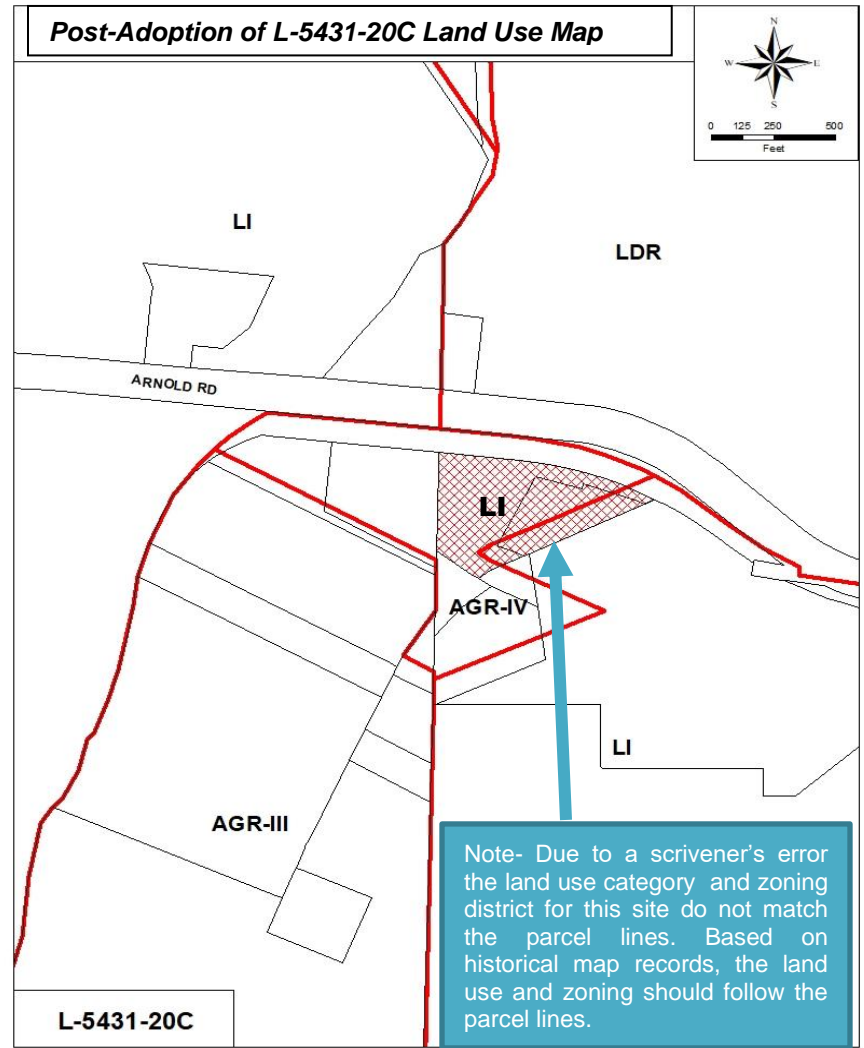 Post-Adoption of L-5431-20C Land Use Map
N
W E
S
0 125 250 500
Feet
LI
LDR
ARNOLD RD
LI
AGR-IV
LI
AGR-III
Note- Due to a scrivener’s error
the land use category and zoning
district for this site do not match
the parcel lines. Based on
historical map records, the land
use and zoning should follow the
parcel lines.
L-5431-20C